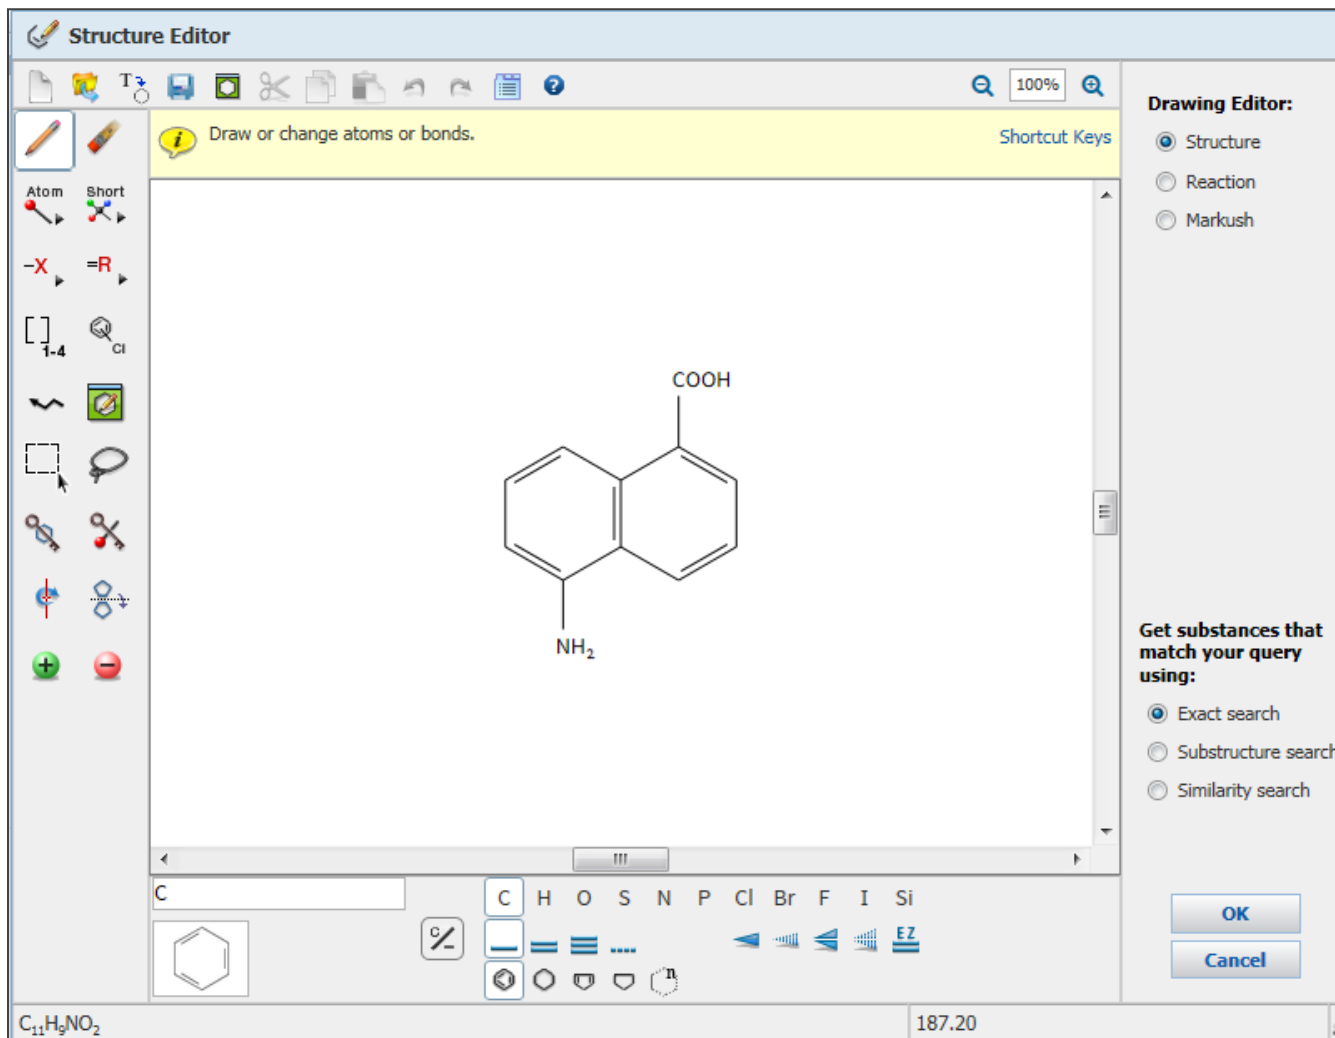 Structure Editor
T
100%
Draw or change atoms or bonds.
Shortcut Keys
Drawing Editor:
Structure
Reaction
Markush
Atom
Short
-X
=R
[ ] 1-4
Cl
COOH
NH₂
Get substances that
match your query
using:
Exact search
Substructure search
Similarity search
C
C H O S N P Cl Br F I Si
C
EZ
n
OK
Cancel
C₁₁H₉NO₂
187.20